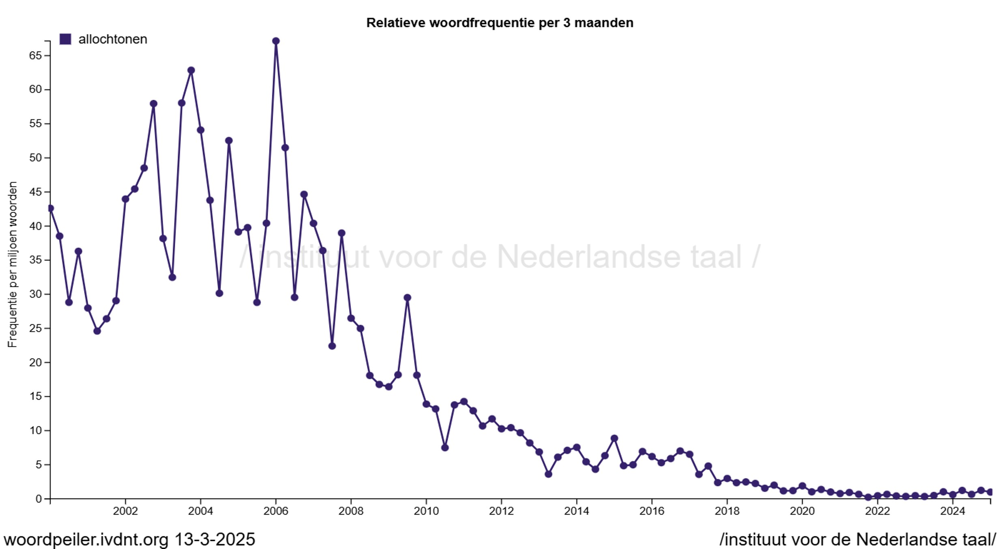 Relatieve woordfrequentie per 3 maanden
allochtonen
Frequentie per miljoen woorden
65
60
55
50
45
40
35
30
25
20
15
10
5
0
/ instituut voor de Nederlandse taal /
2002 2004 2006 2008 2010 2012 2014 2016 2018 2020 2022 2024
woordpeiler.ivdnt.org 13-3-2025
/instituut voor de Nederlandse taal/